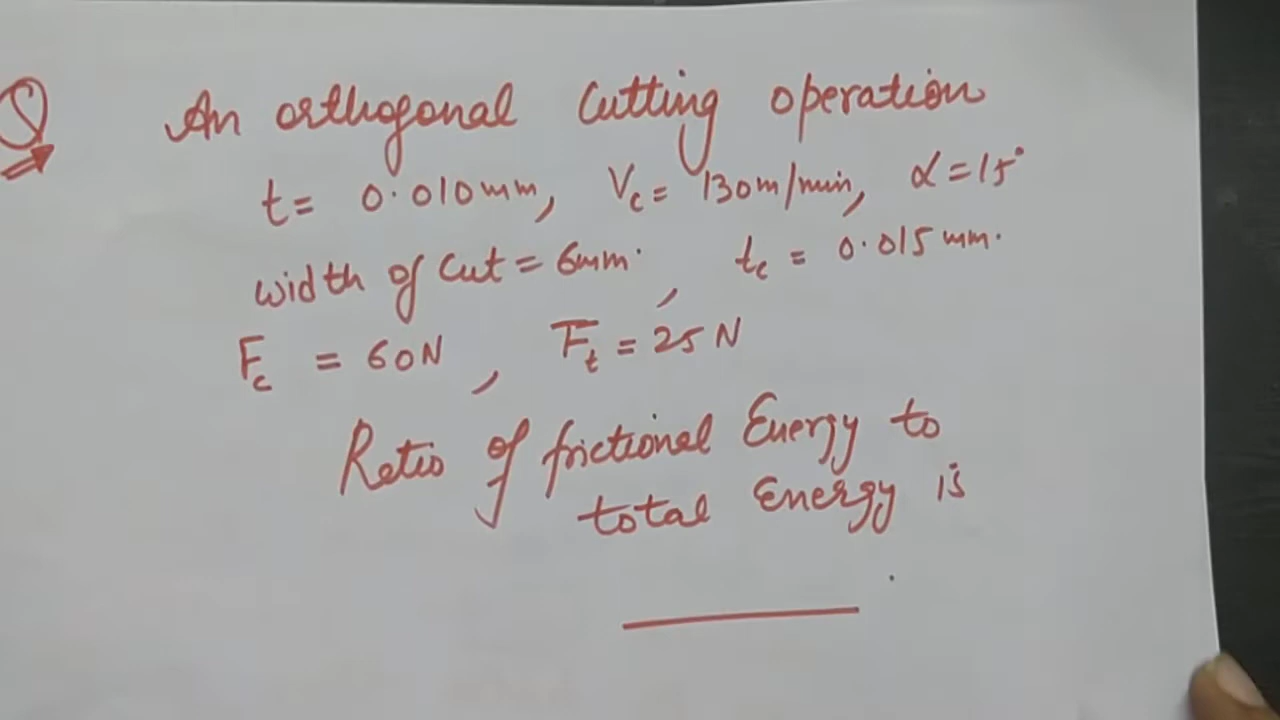 Q An orthogonal Cutting operation
t = 0.010mm, Vc = 130m/min, α = 15°
width of Cut = 6mm. , tc = 0.015 mm.
Fc = 60N , Ft = 25 N
Ratio of frictional Energy to
total Energy is